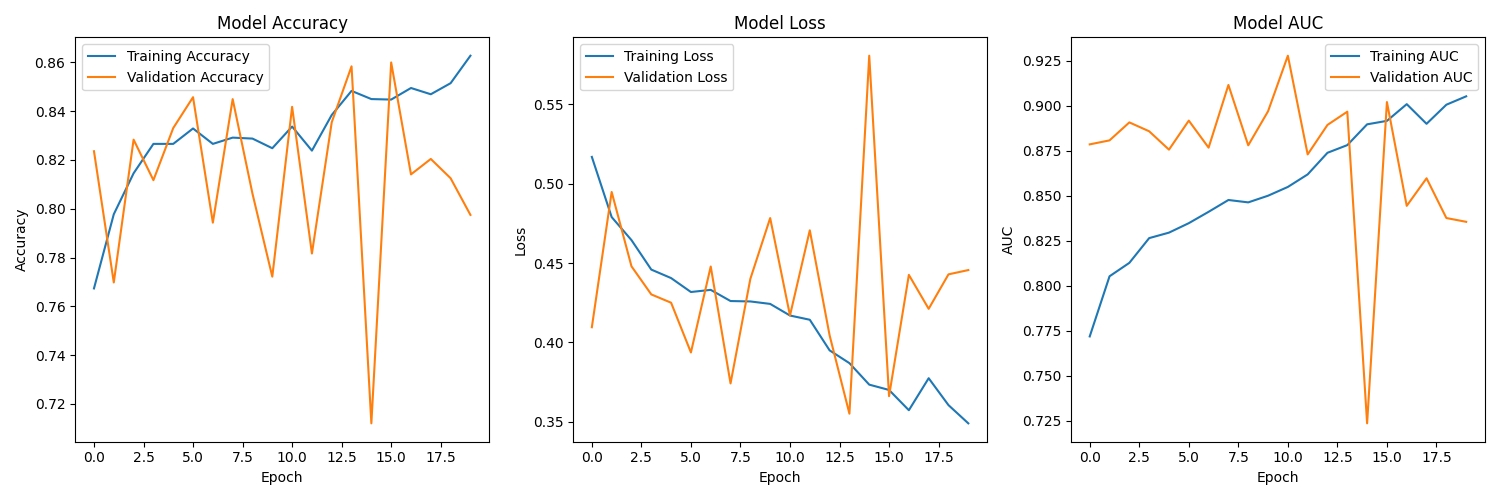 Model Accuracy
Training Accuracy
Validation Accuracy
0.86
0.84
0.82
0.80
0.78
0.76
0.74
0.72
Accuracy
0.0 2.5 5.0 7.5 10.0 12.5 15.0 17.5
Epoch
Model Loss
Training Loss
Validation Loss
0.55
0.50
0.45
0.40
0.35
Loss
0.0 2.5 5.0 7.5 10.0 12.5 15.0 17.5
Epoch
Model AUC
Training AUC
Validation AUC
0.925
0.900
0.875
0.850
0.825
0.800
0.775
0.750
0.725
AUC
0.0 2.5 5.0 7.5 10.0 12.5 15.0 17.5
Epoch